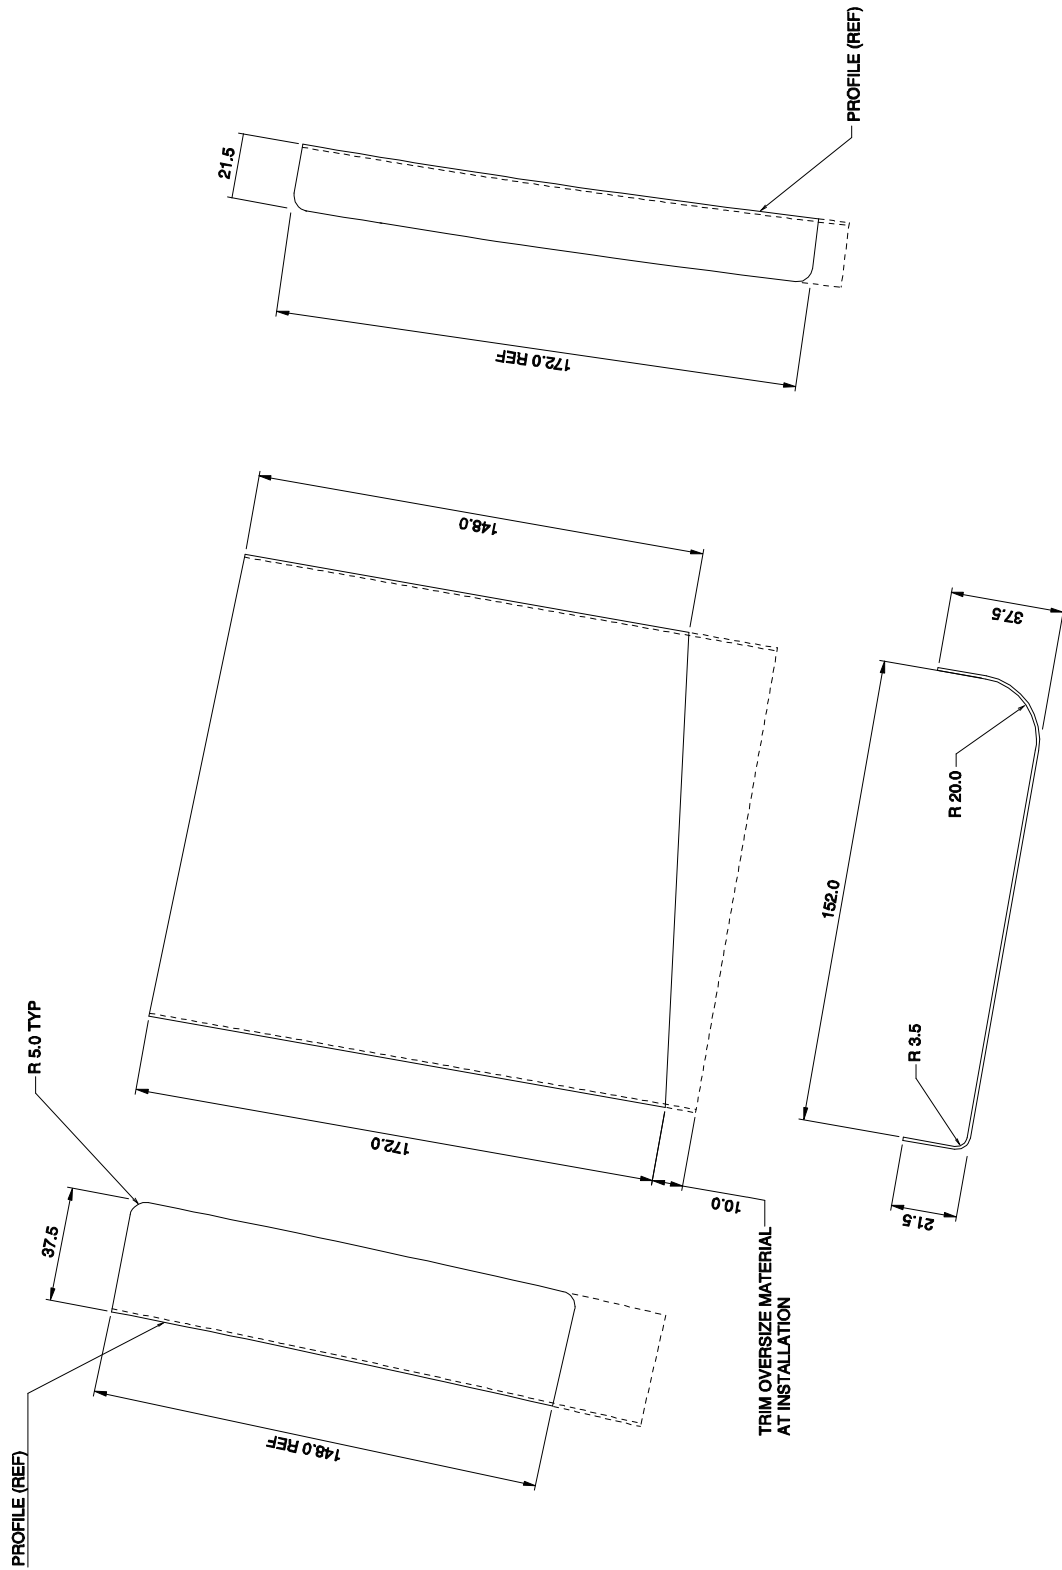 PROFILE (REF)
148.0 REF
37.5
R 5.0 TYP
172.0
10.0
TRIM OVERSIZE MATERIAL
AT INSTALLATION
148.0
21.5
172.0 REF
PROFILE (REF)
21.5
R 3.5
152.0
R 20.0
37.5